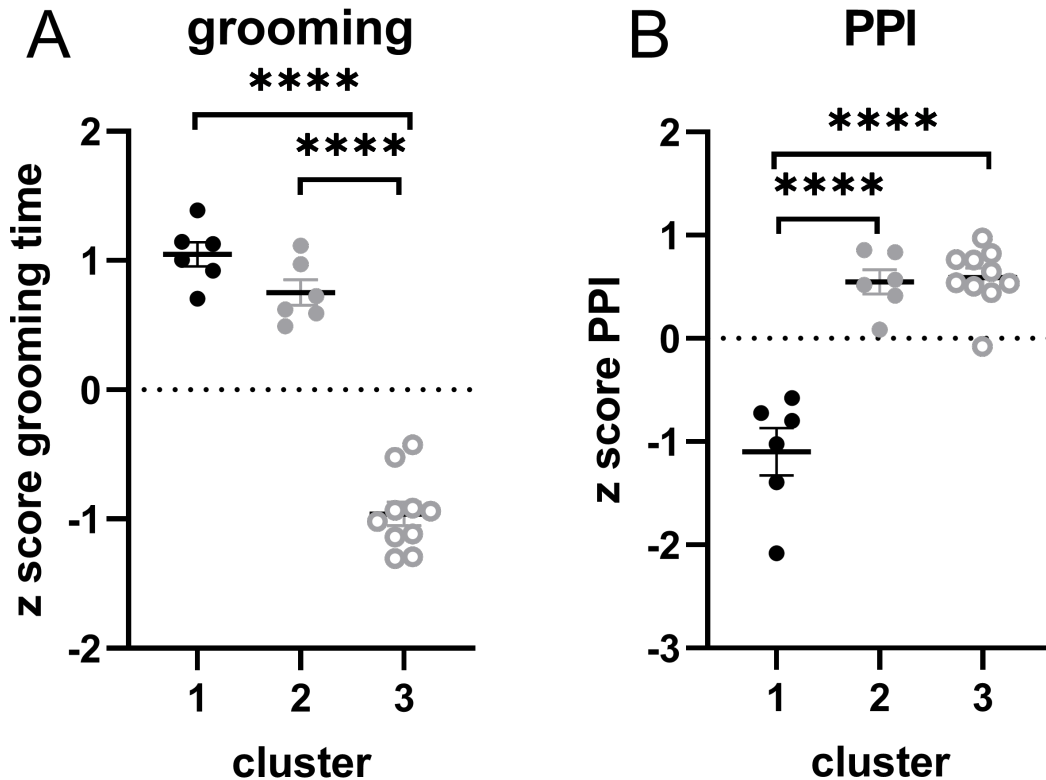 A
grooming
****
****
z score grooming time
2
1
0
-1
-2
1 2 3
cluster
B
PPI
****
****
z score PPI
2
1
0
-1
-2
-3
1 2 3
cluster